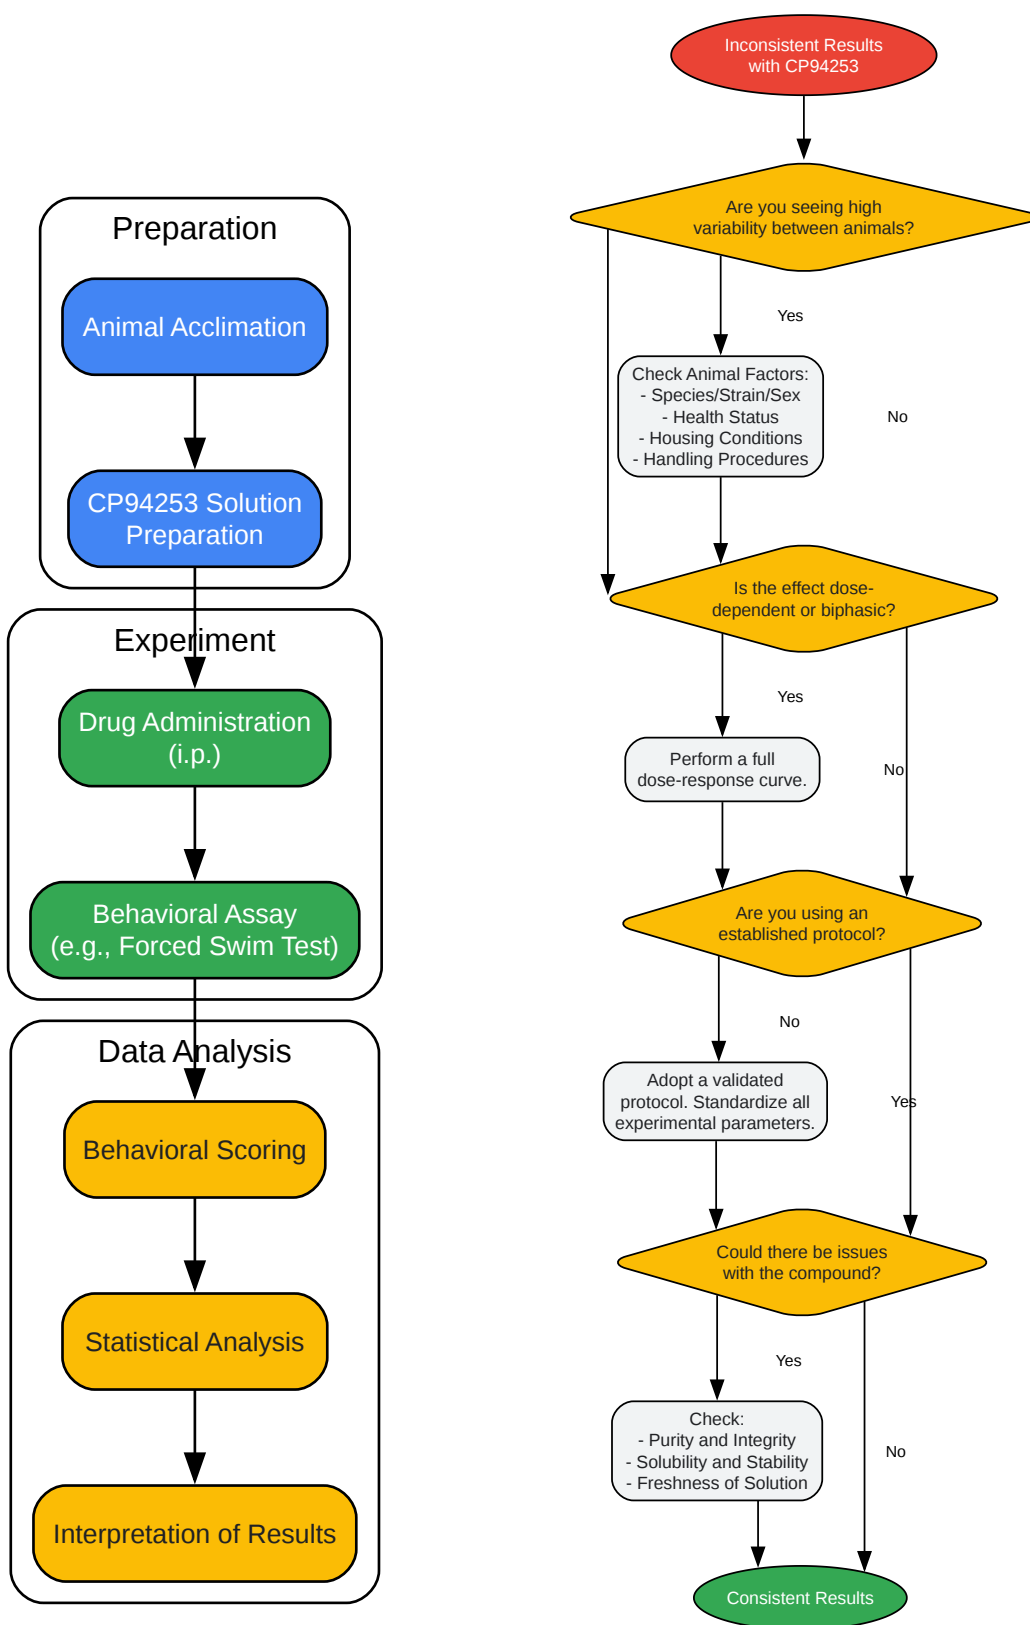 Preparation
Animal Acclimation
CP94253 Solution
Preparation
Experiment
Drug Administration
(i.p.)
Behavioral Assay
(e.g., Forced Swim Test)
Data Analysis
Behavioral Scoring
Statistical Analysis
Interpretation of Results
Inconsistent Results
with CP94253
Are you seeing high
variability between animals?
Yes
Check Animal Factors:
- Species/Strain/Sex
- Health Status
- Housing Conditions
- Handling Procedures
No
Is the effect dose-
dependent or biphasic?
Yes
Perform a full
dose-response curve.
No
Are you using an
established protocol?
No
Adopt a validated
protocol. Standardize all
experimental parameters.
Yes
Could there be issues
with the compound?
Yes
Check:
- Purity and Integrity
- Solubility and Stability
- Freshness of Solution
No
Consistent Results